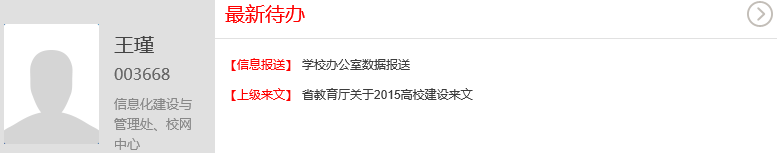 王瑾
003668
信息化建设与
管理处、校网
中心
最新待办
【信息报送】 学校办公室数据报送
【上级来文】 省教育厅关于2015高校建设来文